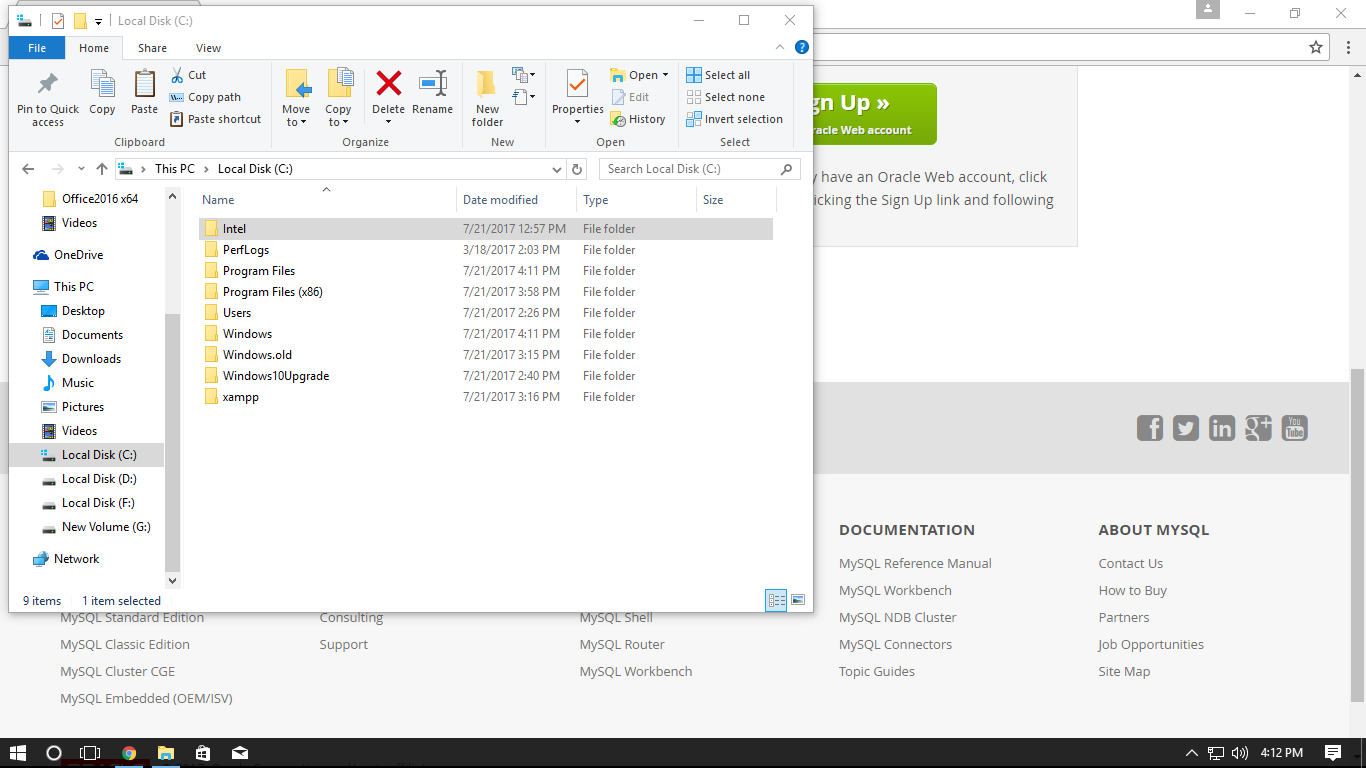 Local Disk (C:)
File Home Share View
Pin to Quick access
Copy
Paste
Cut
Copy path
Paste shortcut
Clipboard
Move to
Copy to
Delete
Rename
Organize
New folder
New
Properties
Open
Edit
History
Open
Select all
Select none
Invert selection
Select
This PC Local Disk (C:)
Search Local Disk (C:)
Office2016 x64
Videos
OneDrive
This PC
Desktop
Documents
Downloads
Music
Pictures
Videos
Local Disk (C:)
Local Disk (D:)
Local Disk (F:)
New Volume (G:)
Network
Name Date modified Type Size
Intel 7/21/2017 12:57 PM File folder
PerfLogs 3/18/2017 2:03 PM File folder
Program Files 7/21/2017 4:11 PM File folder
Program Files (x86) 7/21/2017 3:58 PM File folder
Users 7/21/2017 2:26 PM File folder
Windows 7/21/2017 4:11 PM File folder
Windows.old 7/21/2017 3:15 PM File folder
Windows10Upgrade 7/21/2017 2:40 PM File folder
xampp 7/21/2017 3:16 PM File folder
9 items 1 item selected
gn Up »
racle Web account
y have an Oracle Web account, click
icking the Sign Up link and following
You Tube
MySQL Standard Edition
MySQL Classic Edition
MySQL Cluster CGE
MySQL Embedded (OEM/ISV)
Consulting
Support
MySQL Shell
MySQL Router
MySQL Workbench
DOCUMENTATION
MySQL Reference Manual
MySQL Workbench
MySQL NDB Cluster
MySQL Connectors
Topic Guides
ABOUT MYSQL
Contact Us
How to Buy
Partners
Job Opportunities
Site Map
4:12 PM